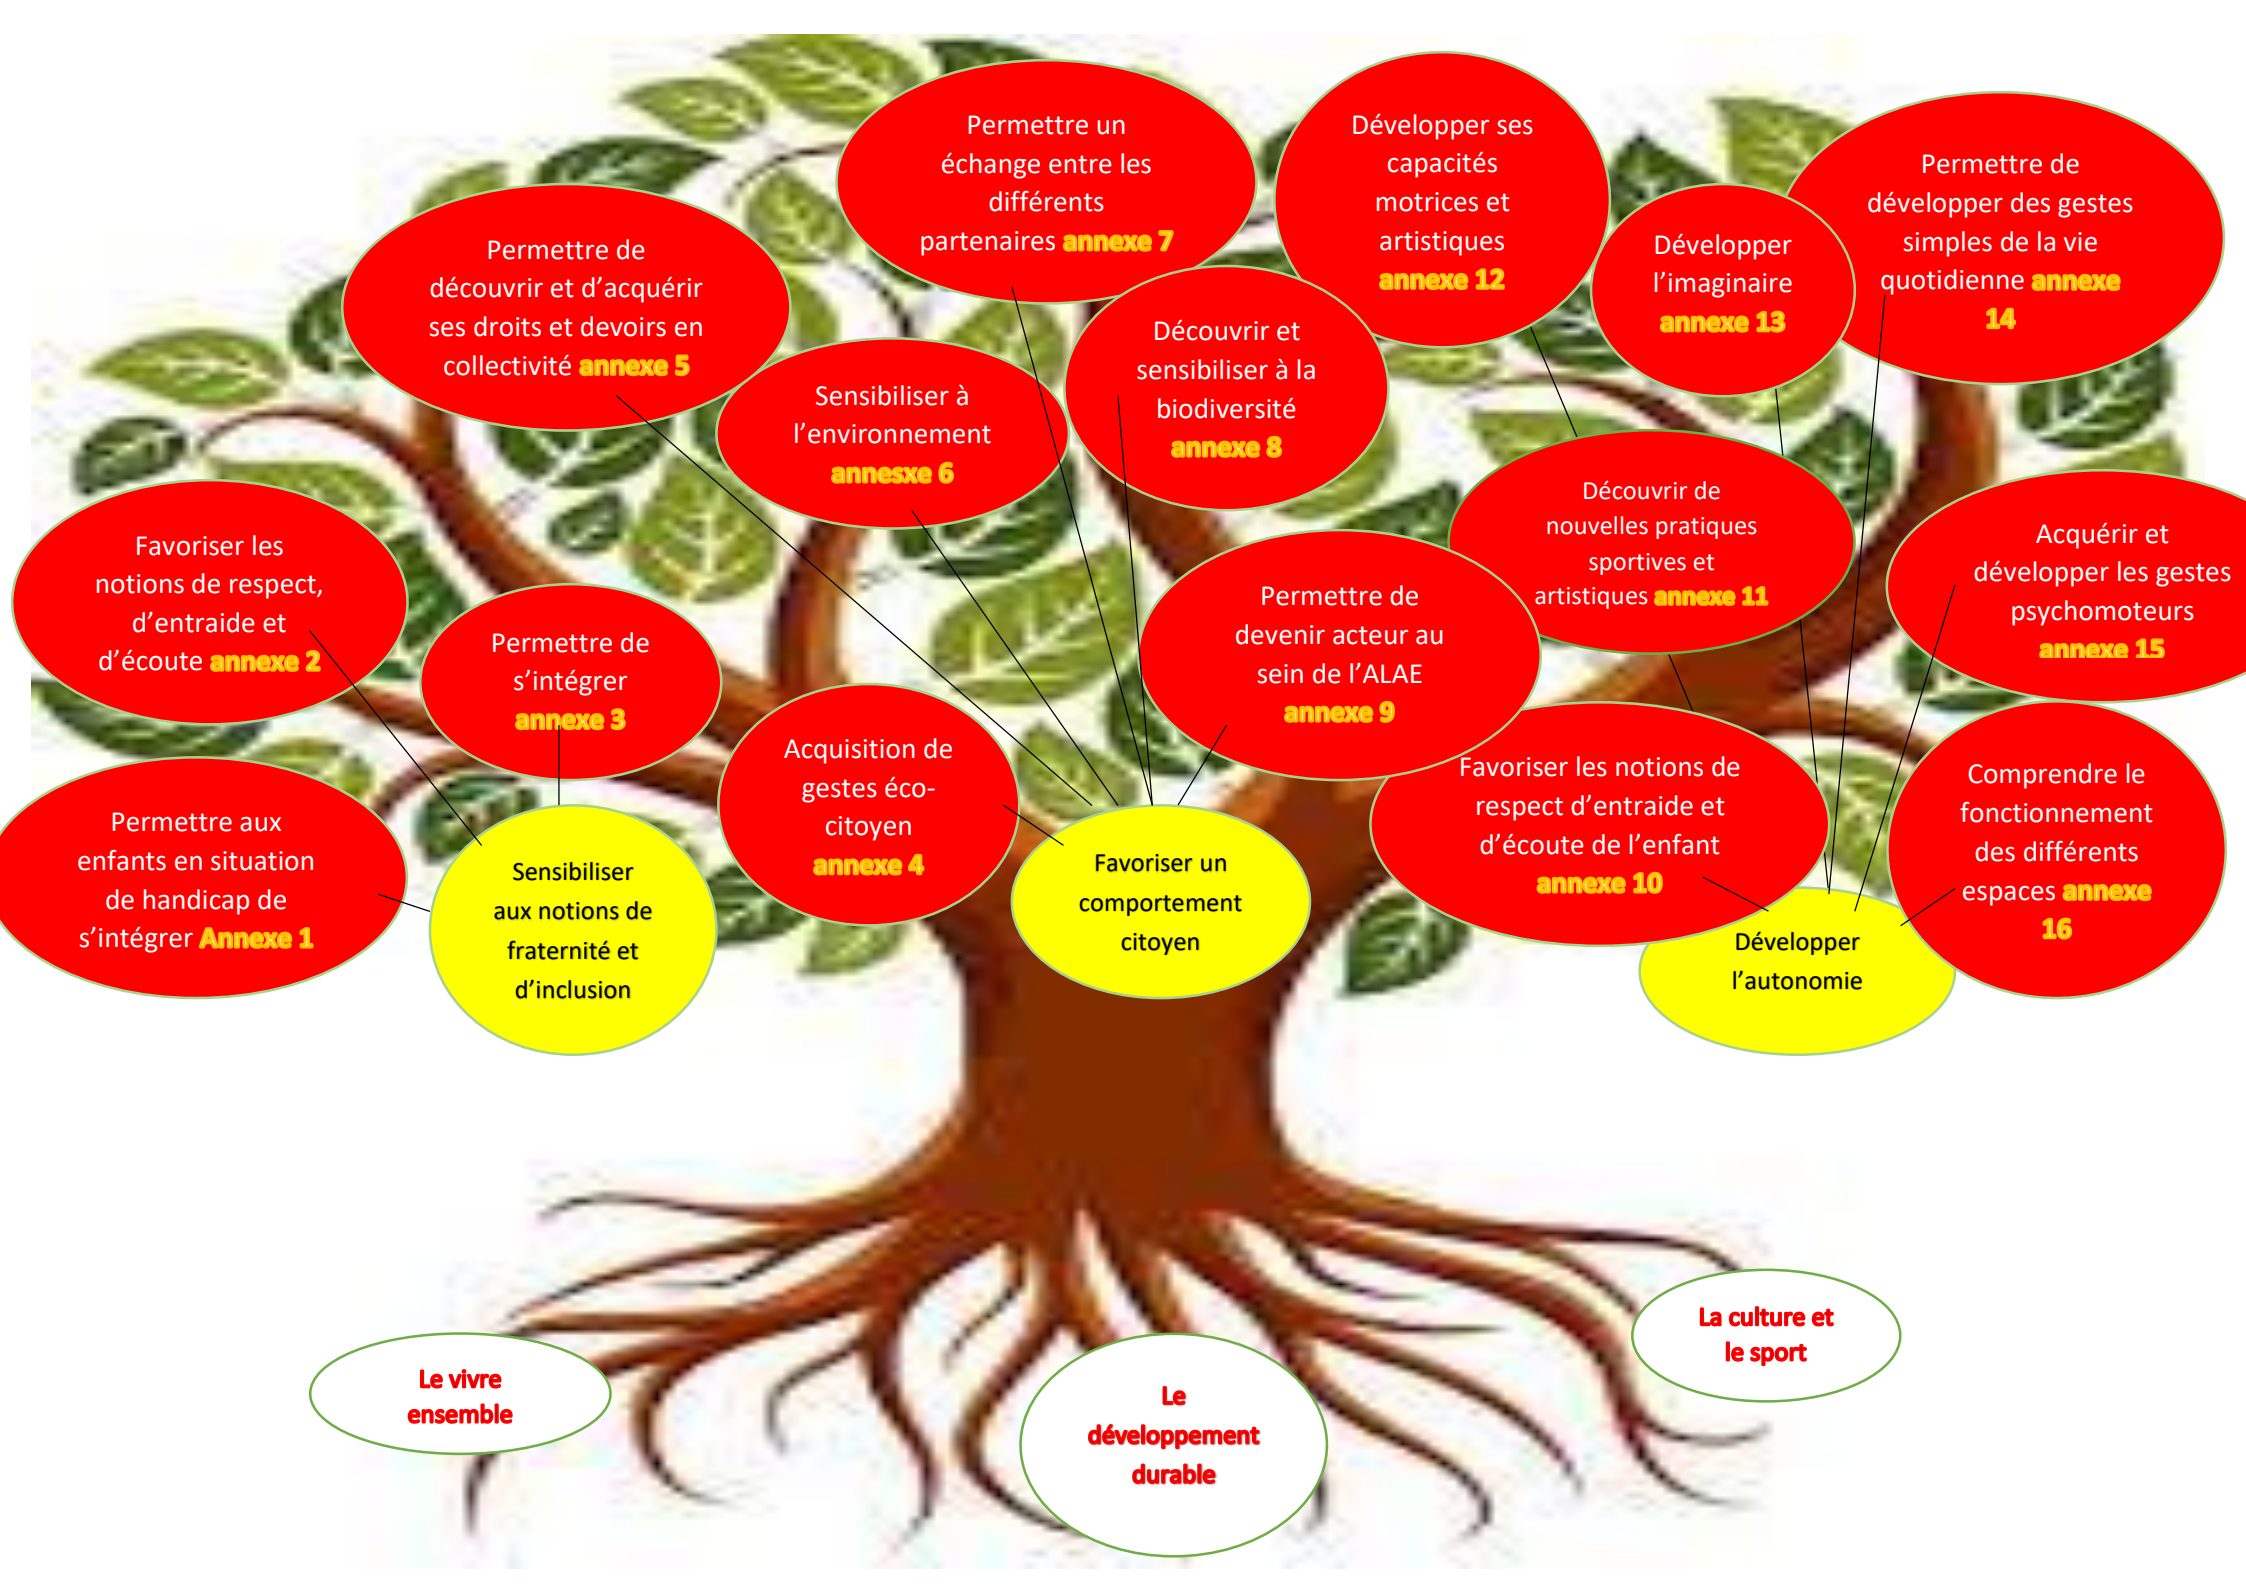 Permettre un
échange entre les
différents
partenaires annexe 7
Développer ses
capacités
motrices et
artistiques
annexe 12
Permettre de
développer des gestes
simples de la vie
quotidienne annexe
14
Développer
l’imaginaire
annexe 13
Permettre de
découvrir et d’acquérir
ses droits et devoirs en
collectivité annexe 5
Découvrir et
sensibiliser à la
biodiversité
annexe 8
Sensibiliser à
l’environnement
annesxe 6
Découvrir de
nouvelles pratiques
sportives et
artistiques annexe 11
Acquérir et
développer les gestes
psychomoteurs
annexe 15
Favoriser les
notions de respect,
d’entraide et
d’écoute annexe 2
Permettre de
devenir acteur au
sein de l’ALAE
annexe 9
Permettre de
s’intégrer
annexe 3
Acquisition de
gestes éco-
citoyen
annexe 4
Favoriser les notions de
respect d’entraide et
d’écoute de l’enfant
annexe 10
Comprendre le
fonctionnement
des différents
espaces annexe
16
Permettre aux
enfants en situation
de handicap de
s’intégrer Annexe 1
Sensibiliser
aux notions de
fraternité et
d’inclusion
Favoriser un
comportement
citoyen
Développer
l’autonomie
La culture et
le sport
Le vivre
ensemble
Le
développement
durable